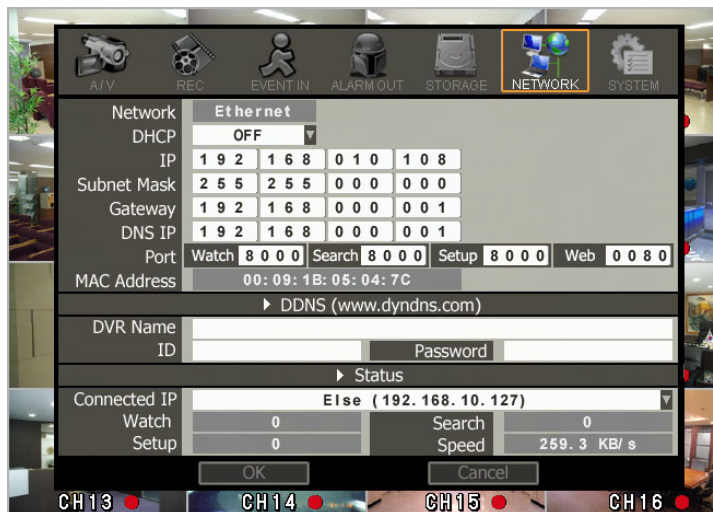 A/V REC EVENT IN ALARM OUT STORAGE NETWORK SYSTEM
Network Ethernet
DHCP OFF
IP 192 168 010 108
Subnet Mask 255 255 000 000
Gateway 192 168 000 001
DNS IP 192 168 000 001
Port Watch 8000 Search 8000 Setup 8000 Web 0080
MAC Address 00:09:1B:05:04:7C
DDNS (www.dyndns.com)
DVR Name
ID Password
Status
Connected IP Else (192.168.10.127)
Watch 0 Search 0
Setup 0 Speed 259.3 KB/s
OK Cancel
CH13 CH14 CH15 CH16